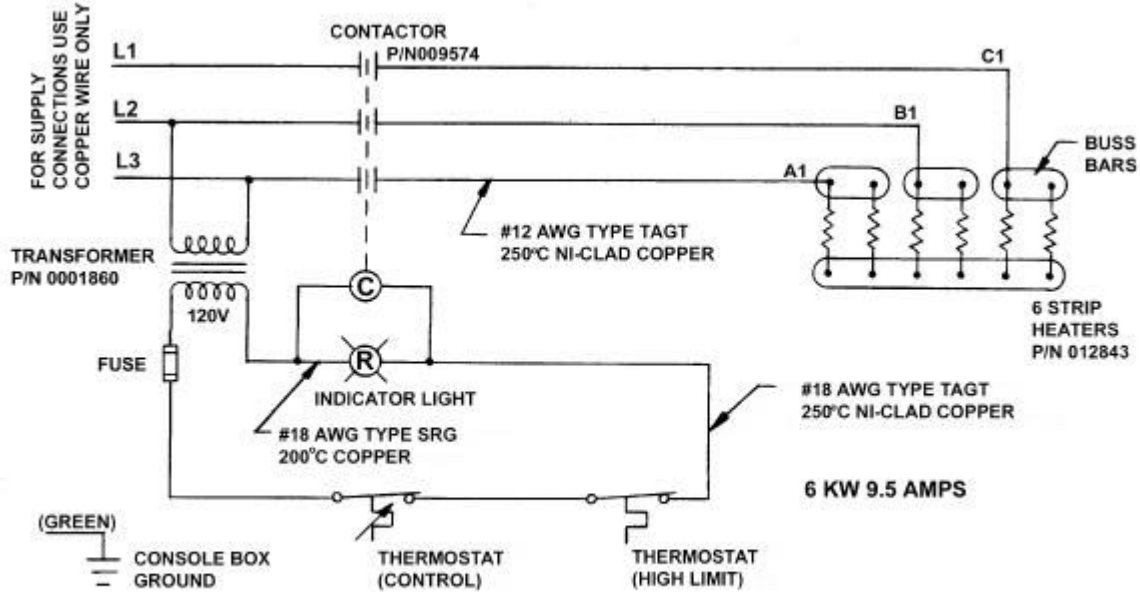 FOR SUPPLY
CONNECTIONS USE
COPPER WIRE ONLY
L1
L2
L3
CONTACTOR
P/N009574
C1
B1
A1
BUSS
BARS
#12 AWG TYPE TAGT
250°C NI-CLAD COPPER
TRANSFORMER
P/N 0001860
120V
C
6 STRIP
HEATERS
P/N 012843
FUSE
R
INDICATOR LIGHT
#18 AWG TYPE TAGT
250°C NI-CLAD COPPER
#18 AWG TYPE SRG
200°C COPPER
6 KW 9.5 AMPS
(GREEN)
CONSOLE BOX
GROUND
THERMOSTAT
(CONTROL)
THERMOSTAT
(HIGH LIMIT)